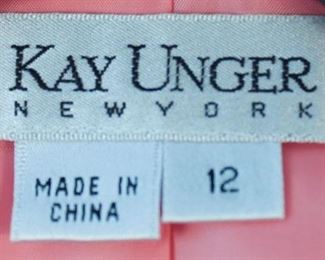 KAY UNGER
NEW YORK
MADE IN
CHINA
12